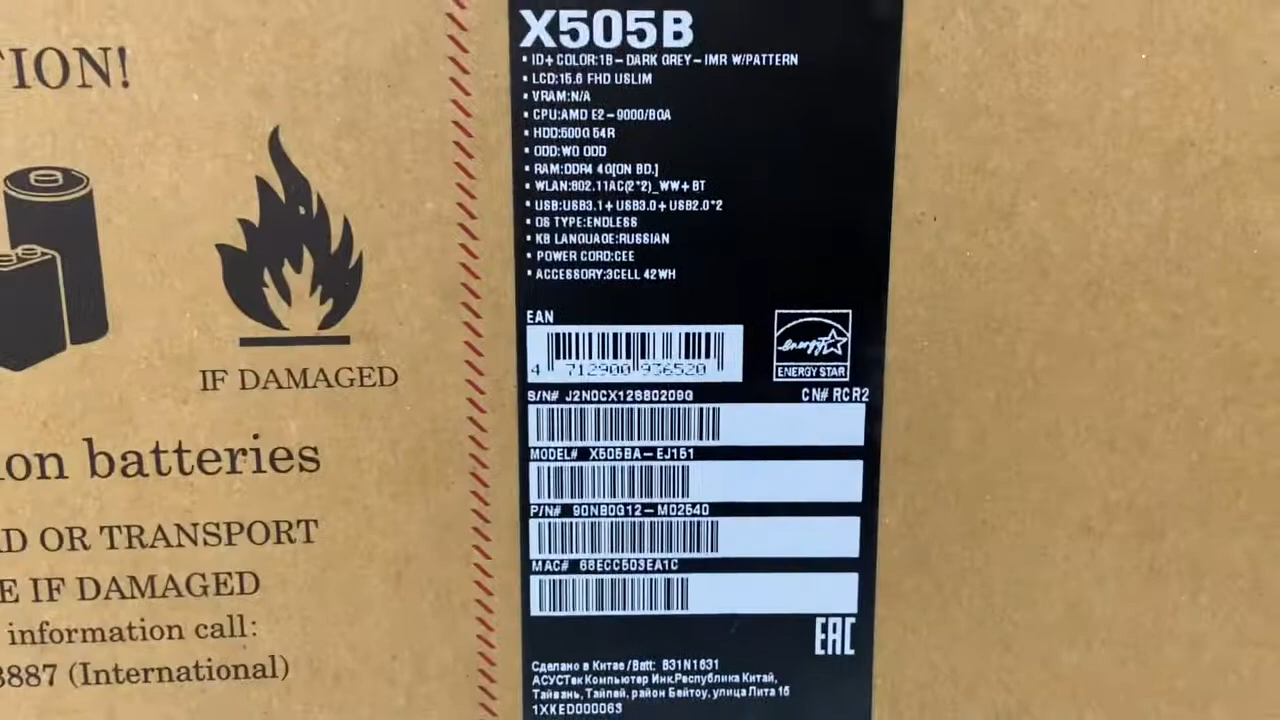 TION!
IF DAMAGED
on batteries
OR TRANSPORT
E IF DAMAGED
information call:
3887 (International)
X505B
• ID+ COLOR:1B-DARK GREY-IMR W/PATTERN
• LCD:15.6 FHD USLIM
• VRAM:N/A
• CPU:AMD E2-9000/BGA
• HDD:500G 54R
• ODD:WO ODD
• RAM:DDR4 4G[ON BD.]
• WLAN:802.11AC(2*2)_WW+BT
• USB:USB3.1+USB3.0+USB2.0*2
• OS TYPE:ENDLESS
• KB LANGUAGE:RUSSIAN
• POWER CORD:CEE
• ACCESSORY:3CELL 42WH
EAN
4 712900 936520
energy
ENERGY STAR
S/N# J2N0CX12880209G CN# RCR2
MODEL# X505BA-EJ151
P/N# 90NB0G12-M02540
MAC# 68ECC503EA1C
EAC
Сделано в Китае/Batt: B31N1631
АСУСТек Компьютер Инк.Республика Китай,
Тайвань, Тайпей, район Бейтоу, улица Лита 15
1XKED000063